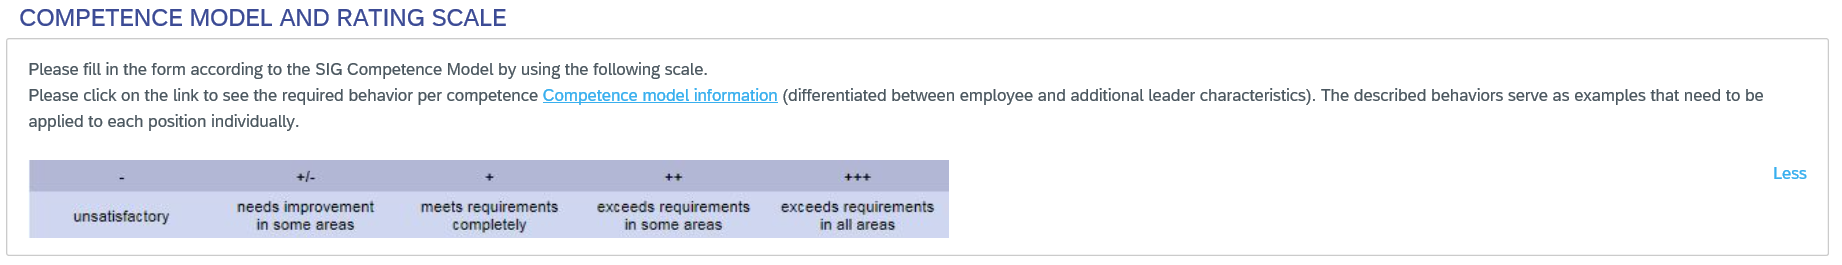 COMPETENCE MODEL AND RATING SCALE
Please fill in the form according to the SIG Competence Model by using the following scale.
Please click on the link to see the required behavior per competence Competence model information (differentiated between employee and additional leader characteristics). The described behaviors serve as examples that need to be
applied to each position individually.
Less
- +/- + ++ +++
unsatisfactory needs improvement meets requirements exceeds requirements exceeds requirements
in some areas completely in some areas in all areas